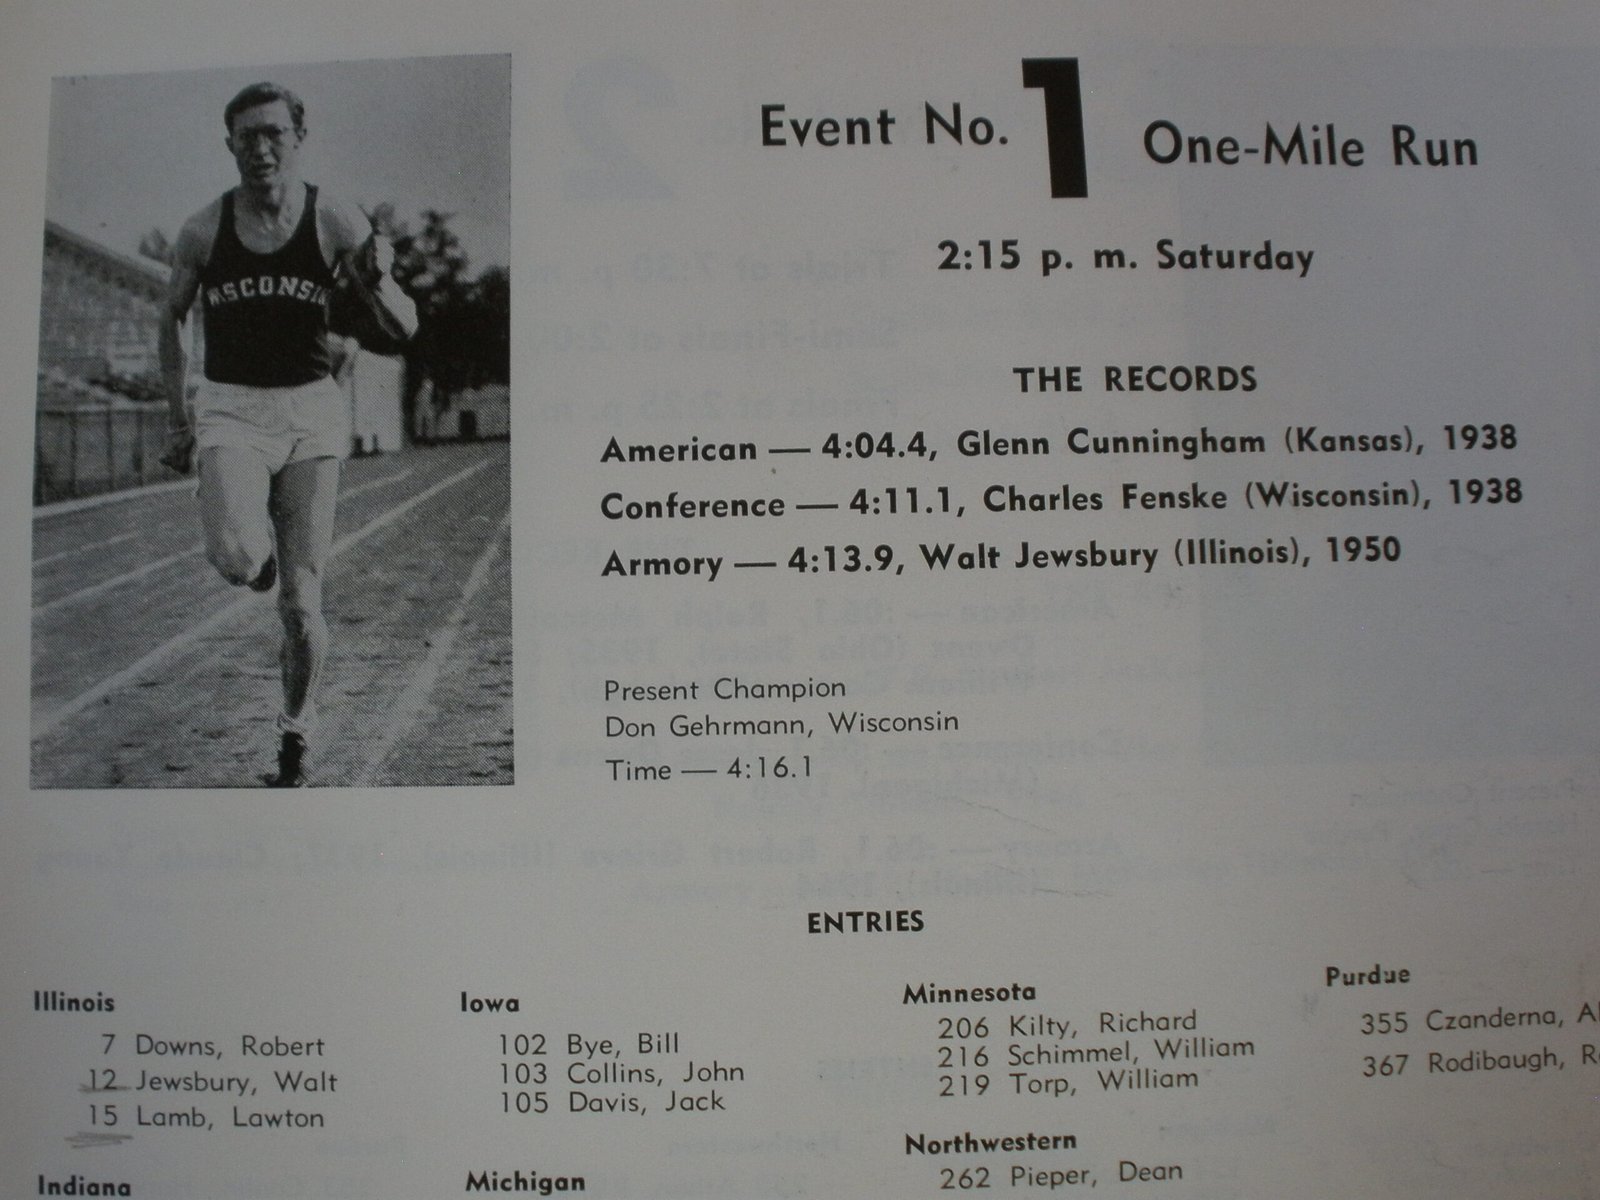 WISCONSIN
Event No. 1 One-Mile Run
2:15 p. m. Saturday
THE RECORDS
American — 4:04.4, Glenn Cunningham (Kansas), 1938
Conference — 4:11.1, Charles Fenske (Wisconsin), 1938
Armory — 4:13.9, Walt Jewsbury (Illinois), 1950
Present Champion
Don Gehrmann, Wisconsin
Time — 4:16.1
ENTRIES
Illinois
7 Downs, Robert
12 Jewsbury, Walt
15 Lamb, Lawton
Indiana
Iowa
102 Bye, Bill
103 Collins, John
105 Davis, Jack
Michigan
Minnesota
206 Kilty, Richard
216 Schimmel, William
219 Torp, William
Northwestern
262 Pieper, Dean
Purdue
355 Czanderna,
367 Rodibaugh,